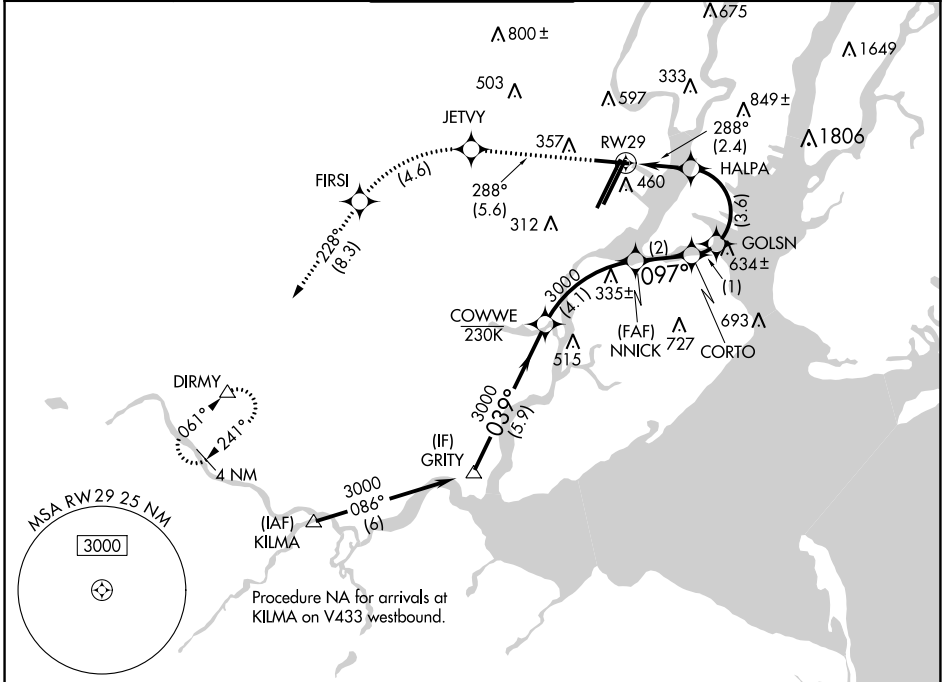 675
800 ±
1649
503
333
597
849 ±
JETVY
357
RW29
288°
(2.4)
1806
HALPA
FIRSI
(4.6)
288°
(5.6)
460
(3.6)
228°
(8.3)
312
GOLSN
(2)
634 ±
097°
3000
(4.1)
335±
(1)
COWWE
230K
(FAF)
NNICK
693
727
CORTO
515
DIRMY
061°
241°
3000
039°
(5.9)
4 NM
(IF)
GRITY
3000
086°
(6)
(IAF)
KILMA
MSA RW 29 25 NM
3000
Procedure NA for arrivals at
KILMA on V433 westbound.